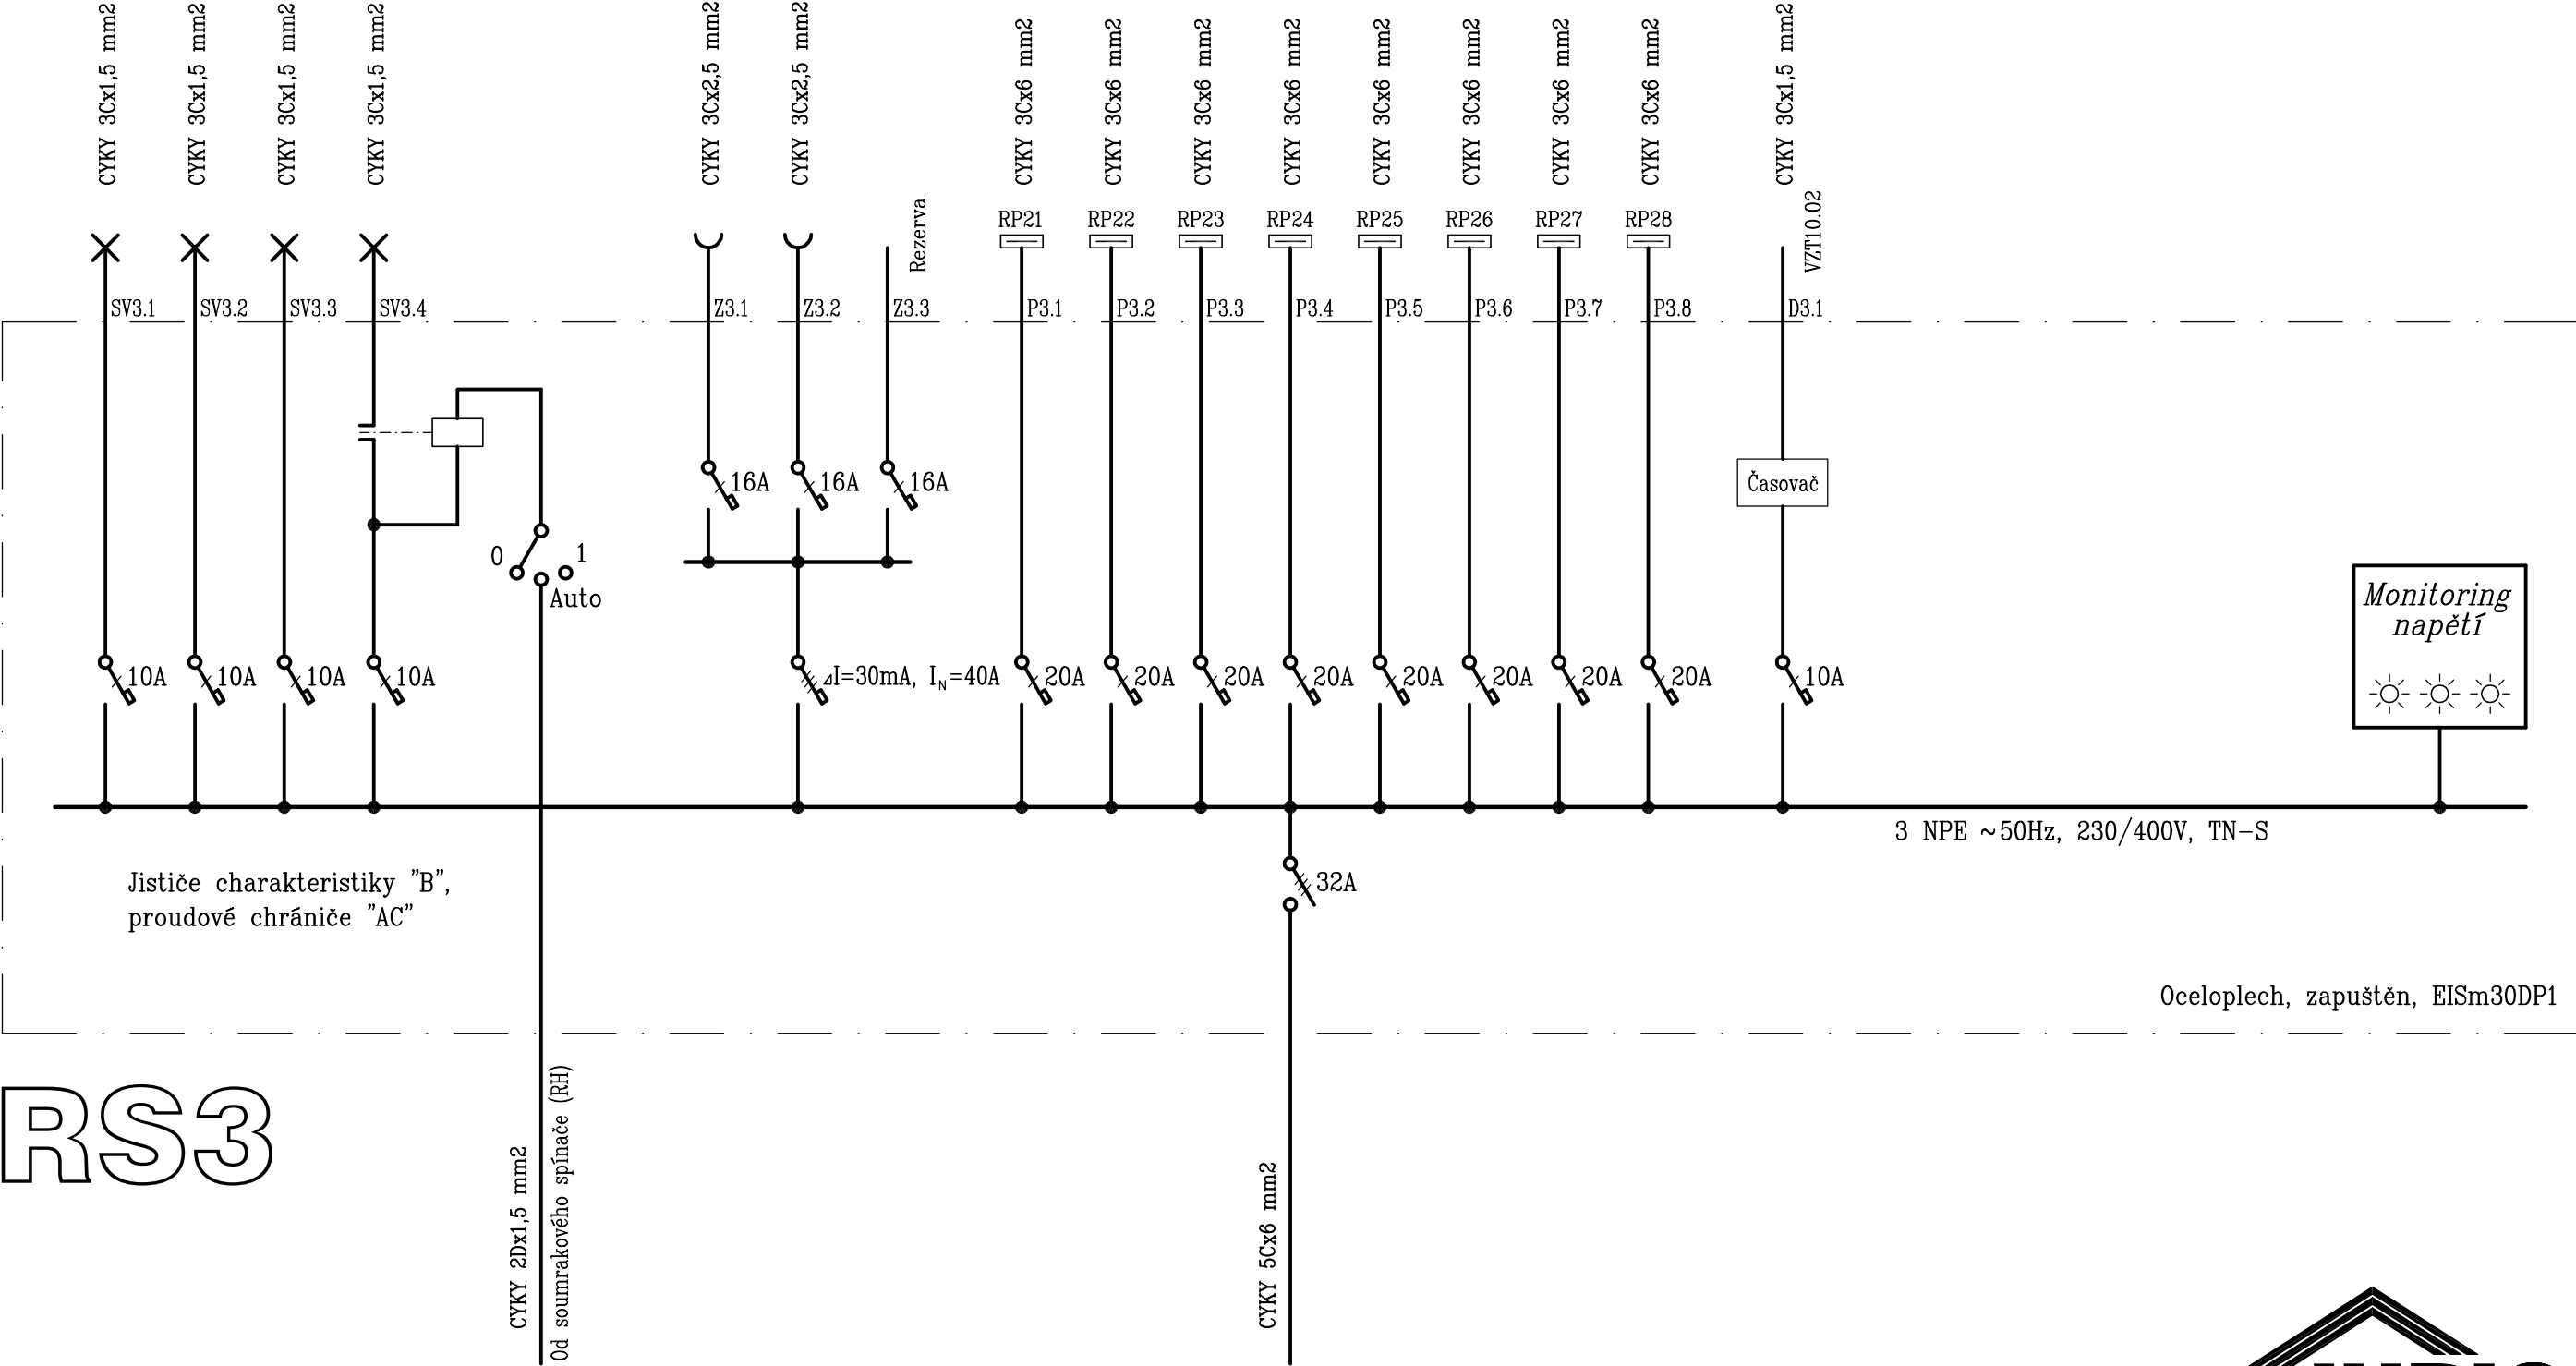 CYKY 3Cx1,5 mm2
CYKY 3Cx1,5 mm2
CYKY 3Cx1,5 mm2
CYKY 3Cx1,5 mm2
CYKY 3Cx2,5 mm2
CYKY 3Cx2,5 mm2
Rezerva
CYKY 3Cx6 mm2
CYKY 3Cx6 mm2
CYKY 3Cx6 mm2
CYKY 3Cx6 mm2
CYKY 3Cx6 mm2
CYKY 3Cx6 mm2
CYKY 3Cx6 mm2
CYKY 3Cx6 mm2
CYKY 3Cx1,5 mm2
VZT10.02
RP21
RP22
RP23
RP24
RP25
RP26
RP27
RP28
SV3.1
SV3.2
SV3.3
SV3.4
Z3.1
Z3.2
Z3.3
P3.1
P3.2
P3.3
P3.4
P3.5
P3.6
P3.7
P3.8
D3.1
16A
16A
16A
Časovač
0
1
Auto
Monitoring
napětí
10A
10A
10A
10A
⊿I=30mA, IN=40A
20A
20A
20A
20A
20A
20A
20A
20A
10A
3 NPE ~50Hz, 230/400V, TN-S
Jističe charakteristiky "B",
proudové chrániče "AC"
32A
Oceloplech, zapuštěn, EISm30DP1
RS3
CYKY 2Dx1,5 mm2
Od soumrakového spínače (RH)
CYKY 5Cx6 mm2